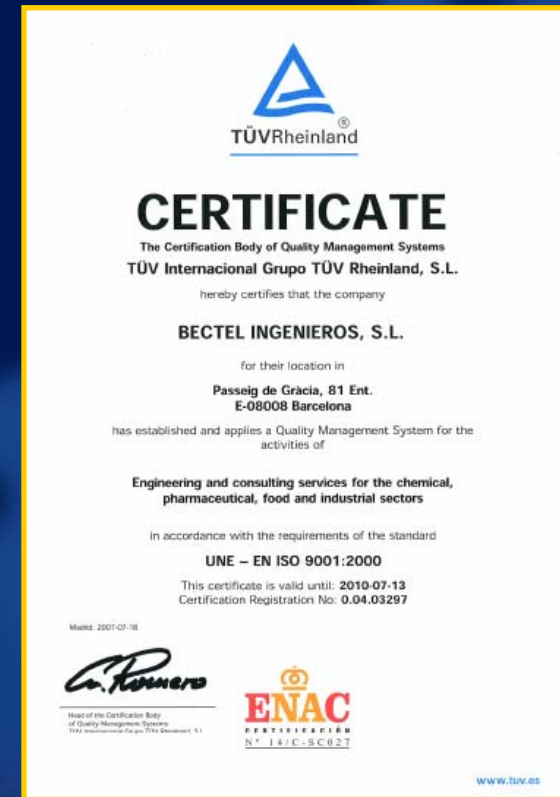 TÜVRheinland
®
CERTIFICATE
The Certification Body of Quality Management Systems
TÜV Internacional Grupo TÜV Rheinland, S.L.
hereby certifies that the company
BECTEL INGENIEROS, S.L.
for their location in
Passeig de Gràcia, 81 Ent.
E-08008 Barcelona
has established and applies a Quality Management System for the
activities of
Engineering and consulting services for the chemical,
pharmaceutical, food and industrial sectors
in accordance with the requirements of the standard
UNE – EN ISO 9001:2000
This certificate is valid until: 2010-07-13
Certification Registration No: 0.04.03297
Madrid, 2007-07-18
Head of the Certification Body
of Quality Management Systems
TÜV Internacional Grupo TÜV Rheinland, S.L.
ENAC
CERTIFICACIÓN
Nº 14/C-SC027
www.tuv.es